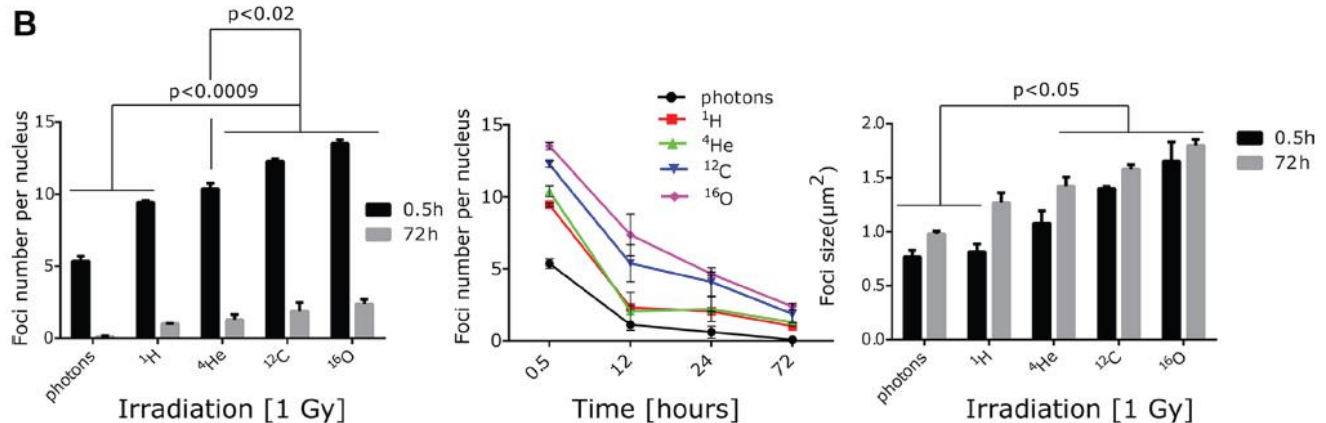 B
p<0.02
p<0.0009
Foci number per nucleus
15
10
5
0
0.5h
72h
photons
¹H
⁴He
¹²C
¹⁶O
Irradiation [1 Gy]
Foci number per nucleus
15
10
5
0
photons
¹H
⁴He
¹²C
¹⁶O
0.5
12
24
72
Time [hours]
p<0.05
Foci size(μm²)
2.0
1.5
1.0
0.5
0.0
0.5h
72h
photons
¹H
⁴He
¹²C
¹⁶O
Irradiation [1 Gy]